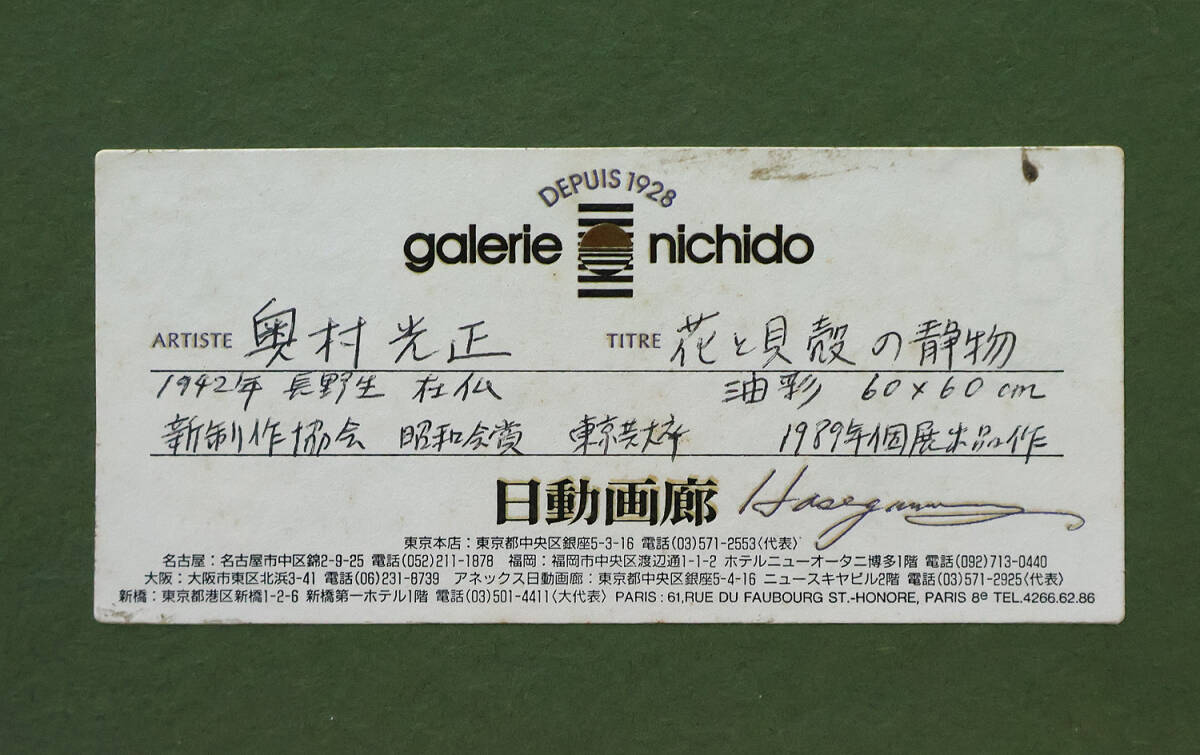 DEPUIS 1928
galerie nichido
ARTISTE 奥村光正 TITRE 花と貝殻の静物
1942年 長野生 在仏 油彩 60×60cm
新制作協会 昭和会賞 東京芸大卒 1989年個展出品作
日動画廊 Hasegawa
東京本店:東京都中央区銀座5-3-16 電話(03)571-2553〈代表〉
名古屋:名古屋市中区錦2-9-25 電話(052)211-1878 福岡:福岡市中央区渡辺通1-1-2 ホテルニューオータニ博多1階 電話(092)713-0440
大阪:大阪市東区北浜3-41 電話(06)231-8739 アネックス日動画廊:東京都中央区銀座5-4-16 ニュースキヤビル2階 電話(03)571-2925〈代表〉
新橋:東京都港区新橋1-2-6 新橋第一ホテル1階 電話(03)501-4411〈大代表〉 PARIS : 61,RUE DU FAUBOURG ST.-HONORE, PARIS 8e TEL.4266.62.86